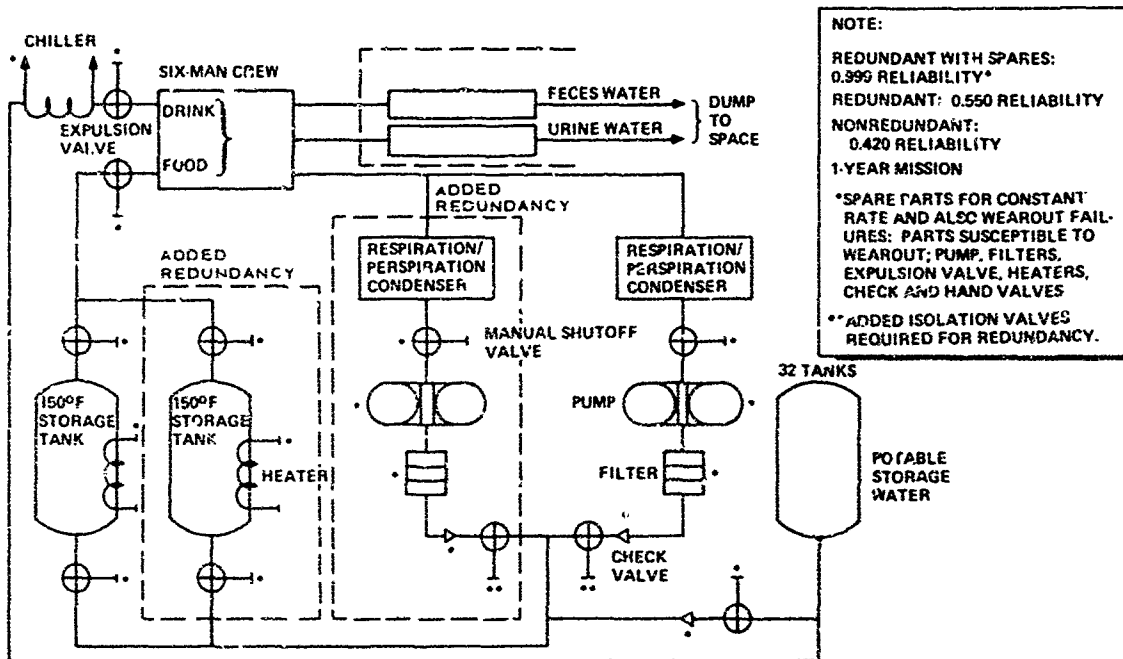 CHILLER
SIX-MAN CREW
DRINK
FOOD
EXPULSION
VALVE
FECES WATER
URINE WATER
DUMP
TO
SPACE
ADDED
REDUNDANCY
ADDED
REDUNDANCY
RESPIRATION/
PERSPIRATION
CONDENSER
RESPIRATION/
PERSPIRATION
CONDENSER
MANUAL SHUTOFF
VALVE
150°F
STORAGE
TANK
150°F
STORAGE
TANK
HEATER
PUMP
FILTER
CHECK
VALVE
32 TANKS
POTABLE
STORAGE
WATER
NOTE:
REDUNDANT WITH SPARES:
0.999 RELIABILITY*
REDUNDANT: 0.550 RELIABILITY
NONREDUNDANT:
0.420 RELIABILITY
1-YEAR MISSION
*SPARE PARTS FOR CONSTANT
RATE AND ALSO WEAROUT FAIL-
URES: PARTS SUSCEPTIBLE TO
WEAROUT; PUMP, FILTERS,
EXPULSION VALVE, HEATERS,
CHECK AND HAND VALVES
**ADDED ISOLATION VALVES
REQUIRED FOR REDUNDANCY.